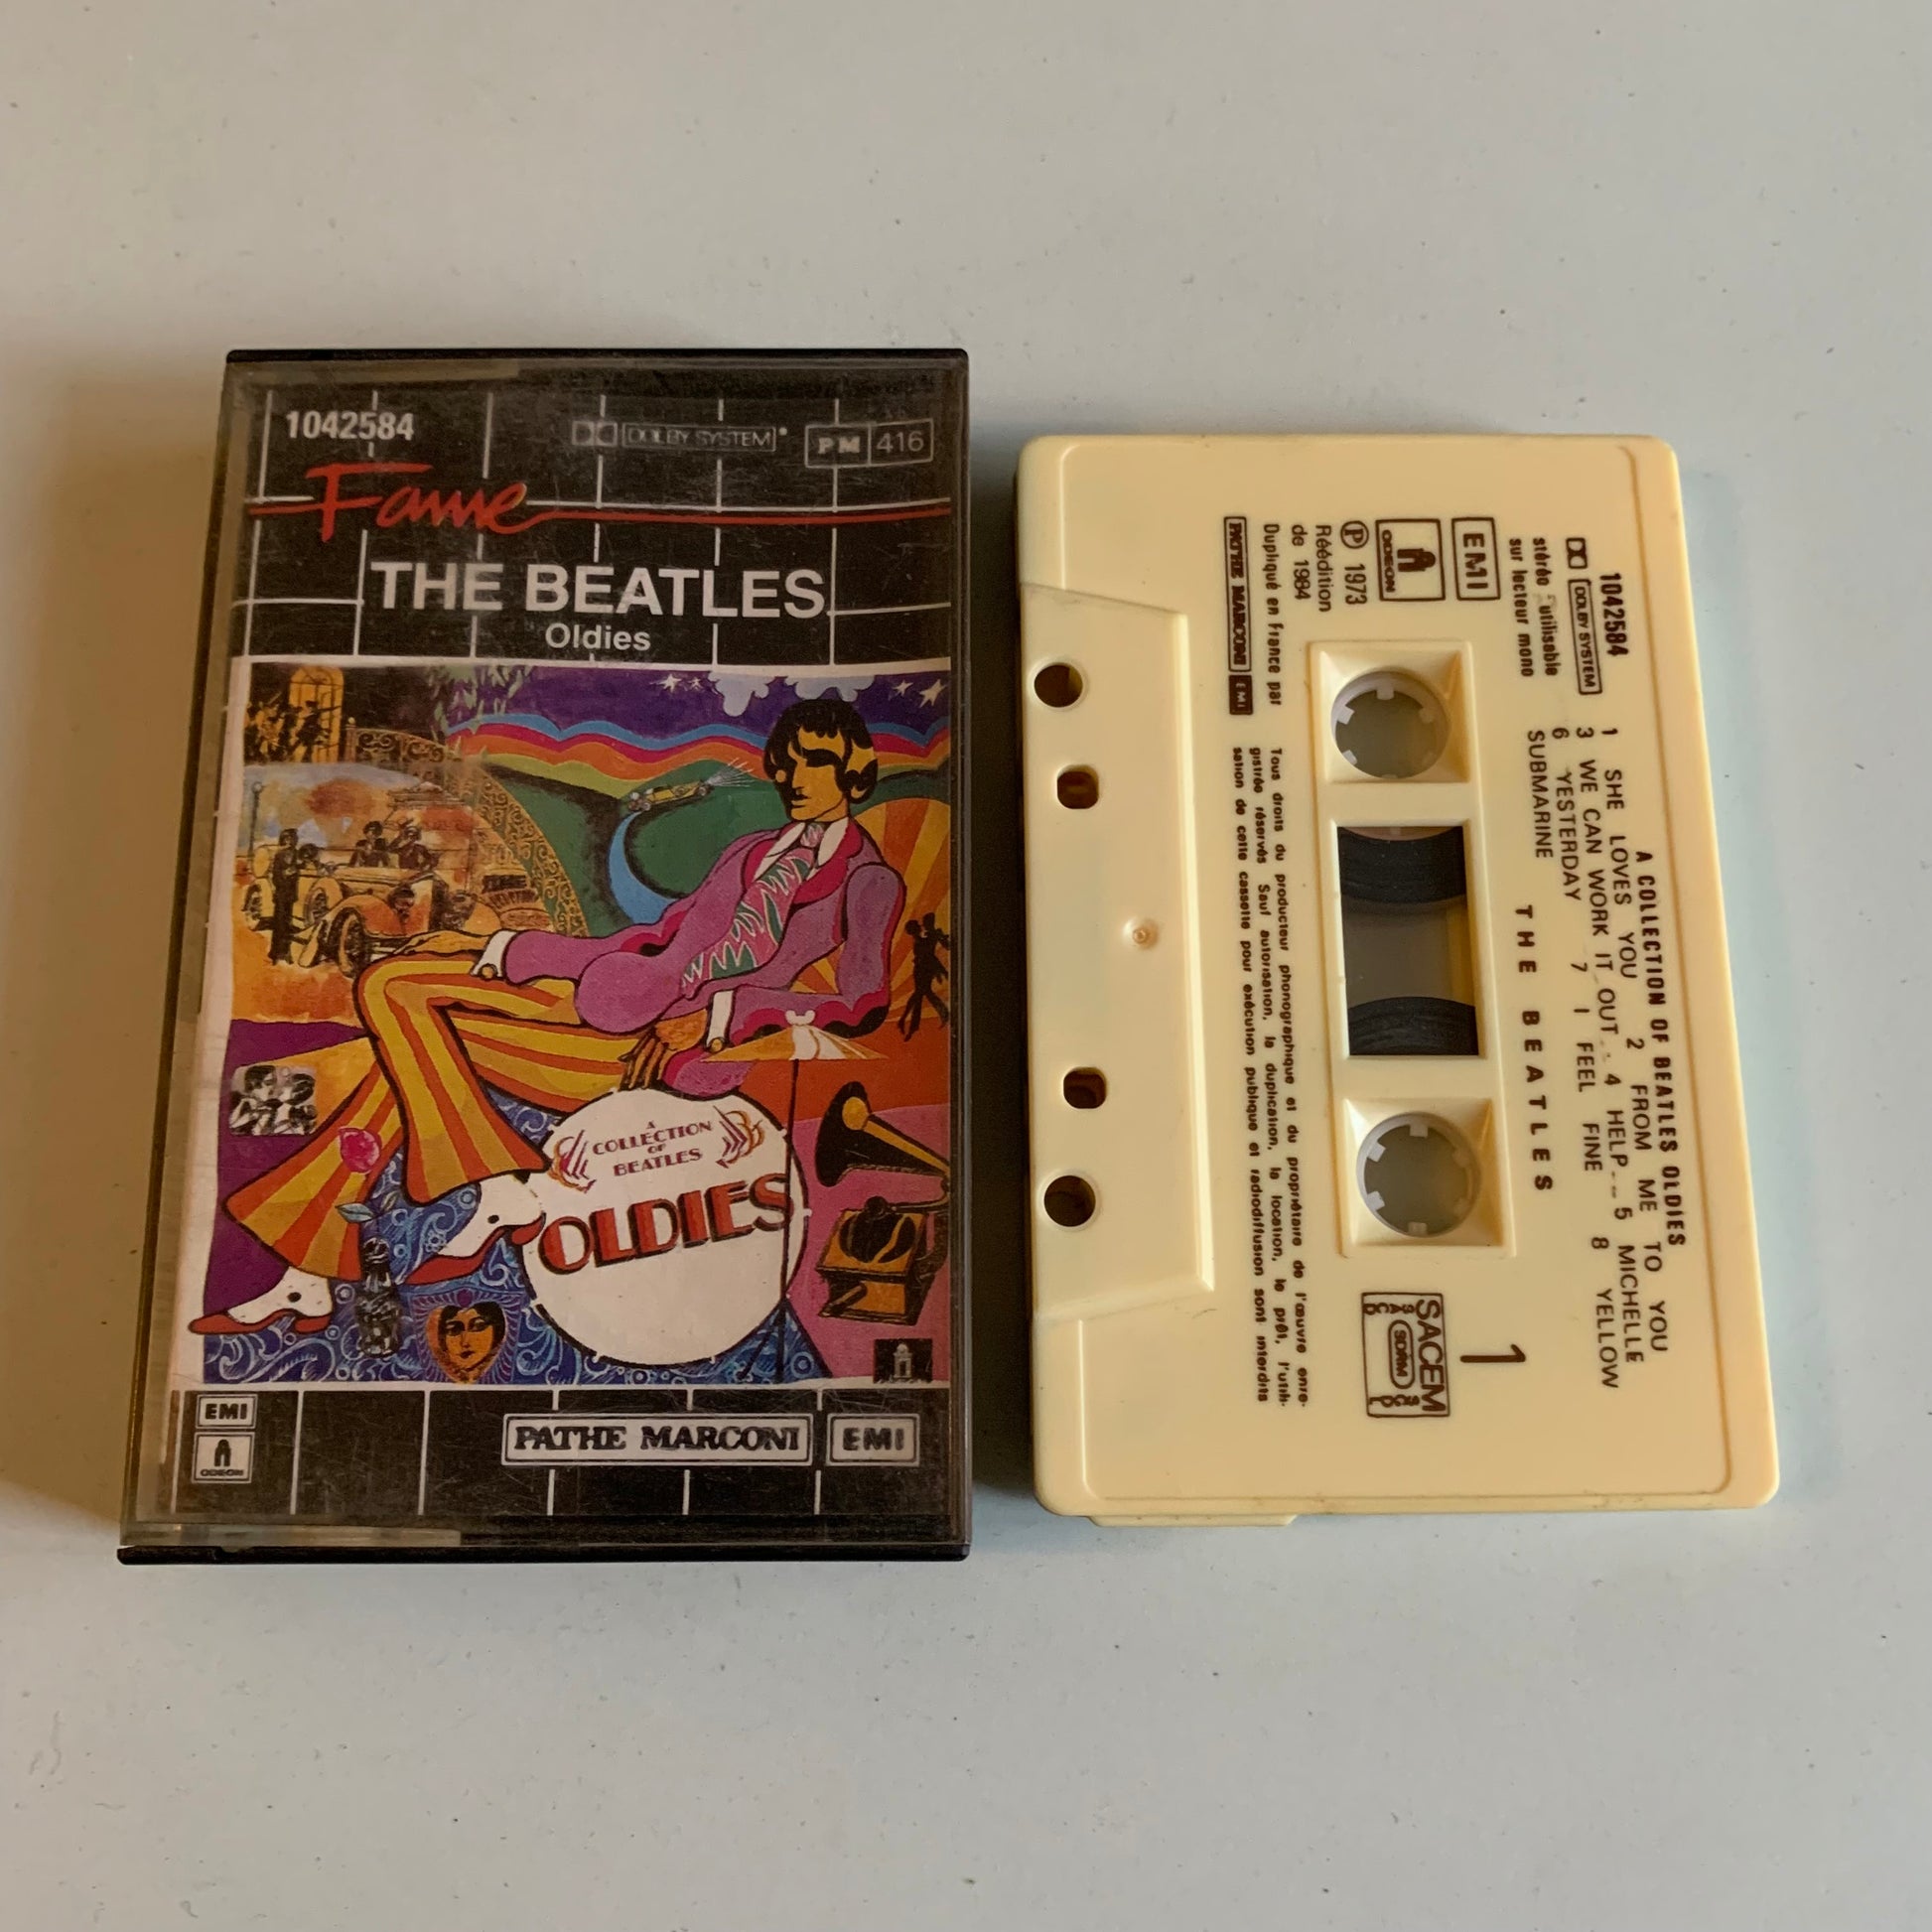 1042584
DOLBY SYSTEM
PM 416
Fame
THE BEATLES
Oldies
A
COLLECTION
OF
BEATLES
OLDIES
EMI
ODEON
PATHE MARCONI EMI
A COLLECTION OF BEATLES OLDIES
1042584
DOLBY SYSTEM
stéréo - utilisable
sur lecteur mono
1 SHE LOVES YOU 2 FROM ME TO YOU
3 WE CAN WORK IT OUT - 4 HELP - 5 MICHELLE
6 YESTERDAY 7 I FEEL FINE 8 YELLOW
SUBMARINE
THE BEATLES
1
EMI
ODEON
℗ 1973
Réédition
de 1984
Dupliqué en France par
PATHE MARCONI EMI
SACEM
SDRM
Tous droits du producteur phonographique et du propriétaire de l'œuvre enre-
gistrée réservés Sauf autorisation, la duplication, la location, le prêt, l'utili-
sation de cette cassette pour exécution publique et radiodiffusion sont interdits